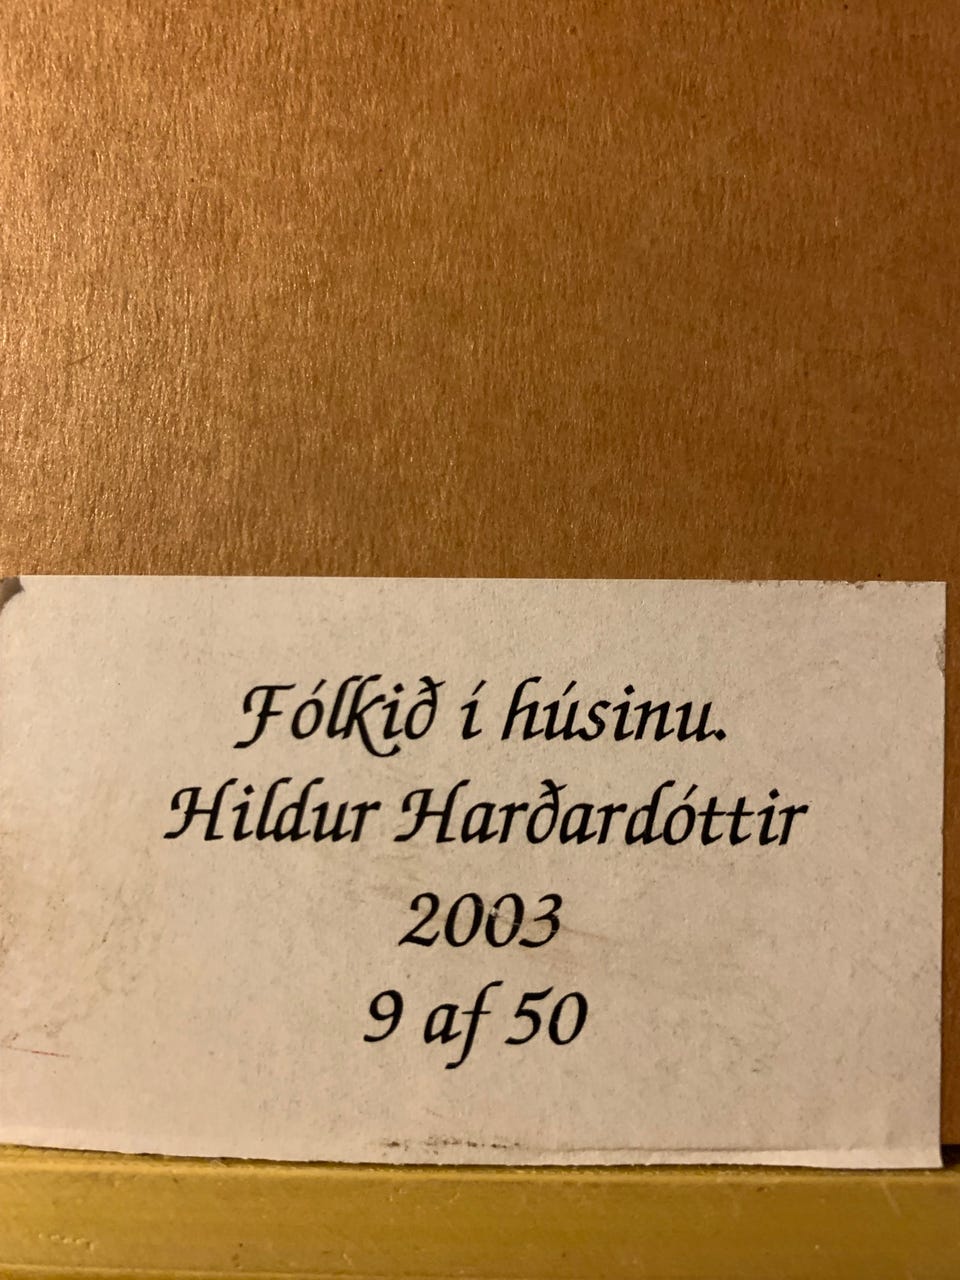 Fólkið í húsinu.
Hildur Harðardóttir
2003
9 af 50